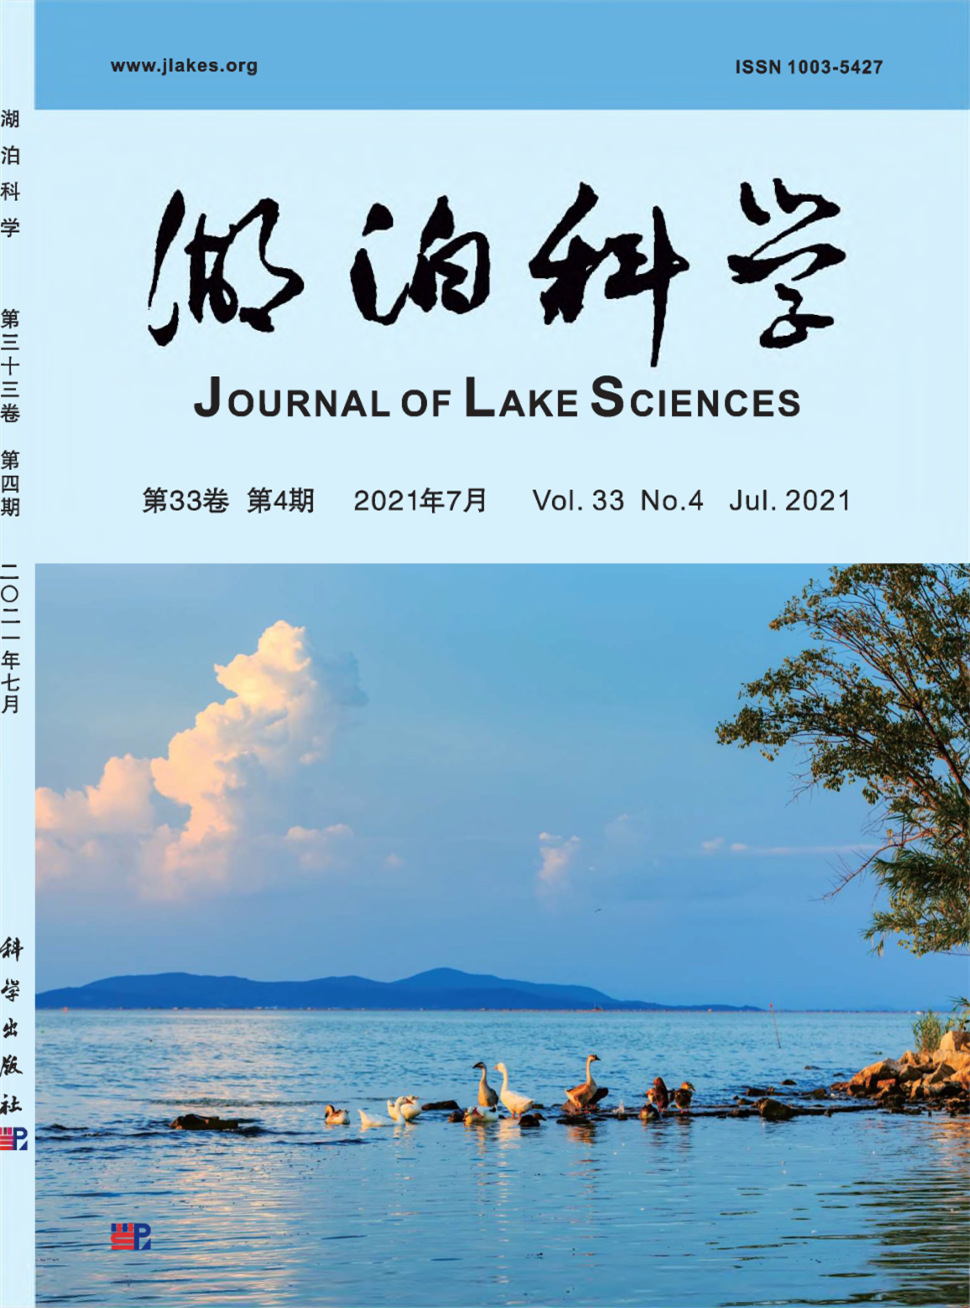 www.jlakes.org
ISSN 1003-5427
湖泊科学
JOURNAL OF LAKE SCIENCES
第33卷 第4期 2021年7月 Vol. 33 No.4 Jul. 2021
湖泊科学 第三十三卷 第四期 二〇二一年七月 科学出版社